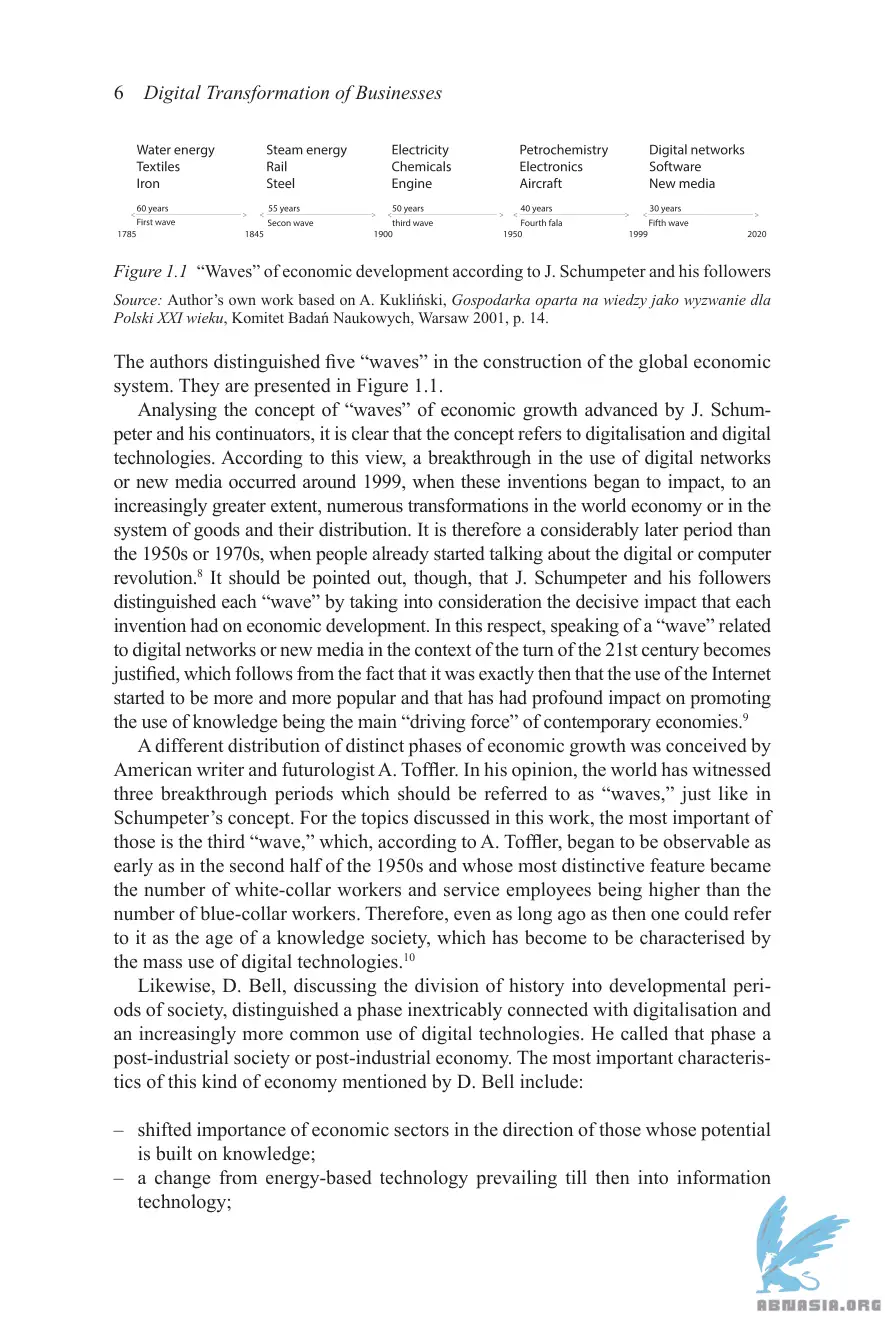 6 Digital Transformation of Businesses
Water energy Steam energy Electricity Petrochemistry Digital networks
Textiles Rail Chemicals Electronics Software
Iron Steel Engine Aircraft New media
60 years 55 years 50 years 40 years 30 years
First wave Secon wave third wave Fourth fala Fifth wave
1785 1845 1900 1950 1999 2020
Figure 1.1 “Waves” of economic development according to J. Schumpeter and his followers
Source: Author’s own work based on A. Kukliński, Gospodarka oparta na wiedzy jako wyzwanie dla
Polski XXI wieku, Komitet Badań Naukowych, Warsaw 2001, p. 14.
The authors distinguished five “waves” in the construction of the global economic
system. They are presented in Figure 1.1.
Analysing the concept of “waves” of economic growth advanced by J. Schum-
peter and his continuators, it is clear that the concept refers to digitalisation and digital
technologies. According to this view, a breakthrough in the use of digital networks
or new media occurred around 1999, when these inventions began to impact, to an
increasingly greater extent, numerous transformations in the world economy or in the
system of goods and their distribution. It is therefore a considerably later period than
the 1950s or 1970s, when people already started talking about the digital or computer
revolution.8 It should be pointed out, though, that J. Schumpeter and his followers
distinguished each “wave” by taking into consideration the decisive impact that each
invention had on economic development. In this respect, speaking of a “wave” related
to digital networks or new media in the context of the turn of the 21st century becomes
justified, which follows from the fact that it was exactly then that the use of the Internet
started to be more and more popular and that has had profound impact on promoting
the use of knowledge being the main “driving force” of contemporary economies.9
A different distribution of distinct phases of economic growth was conceived by
American writer and futurologist A. Toffler. In his opinion, the world has witnessed
three breakthrough periods which should be referred to as “waves,” just like in
Schumpeter’s concept. For the topics discussed in this work, the most important of
those is the third “wave,” which, according to A. Toffler, began to be observable as
early as in the second half of the 1950s and whose most distinctive feature became
the number of white-collar workers and service employees being higher than the
number of blue-collar workers. Therefore, even as long ago as then one could refer
to it as the age of a knowledge society, which has become to be characterised by
the mass use of digital technologies.10
Likewise, D. Bell, discussing the division of history into developmental peri-
ods of society, distinguished a phase inextricably connected with digitalisation and
an increasingly more common use of digital technologies. He called that phase a
post-industrial society or post-industrial economy. The most important characteris-
tics of this kind of economy mentioned by D. Bell include:
– shifted importance of economic sectors in the direction of those whose potential
is built on knowledge;
– a change from energy-based technology prevailing till then into information
technology;
ABNASIA.ORG